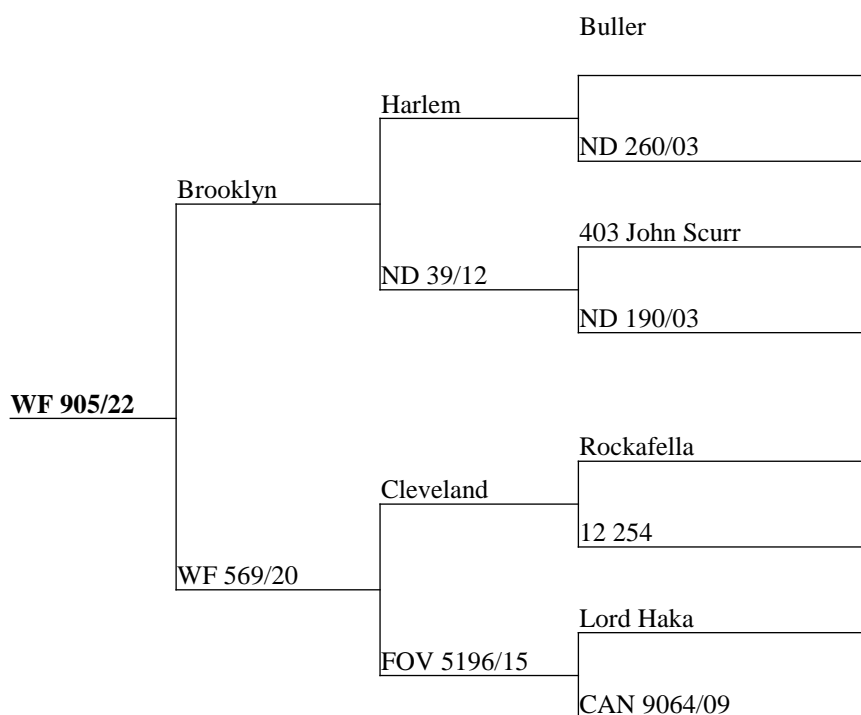 Buller
Harlem
ND 260/03
Brooklyn
403 John Scurr
ND 39/12
ND 190/03
WF 905/22
Rockafella
Cleveland
12 254
WF 569/20
Lord Haka
FOV 5196/15
CAN 9064/09